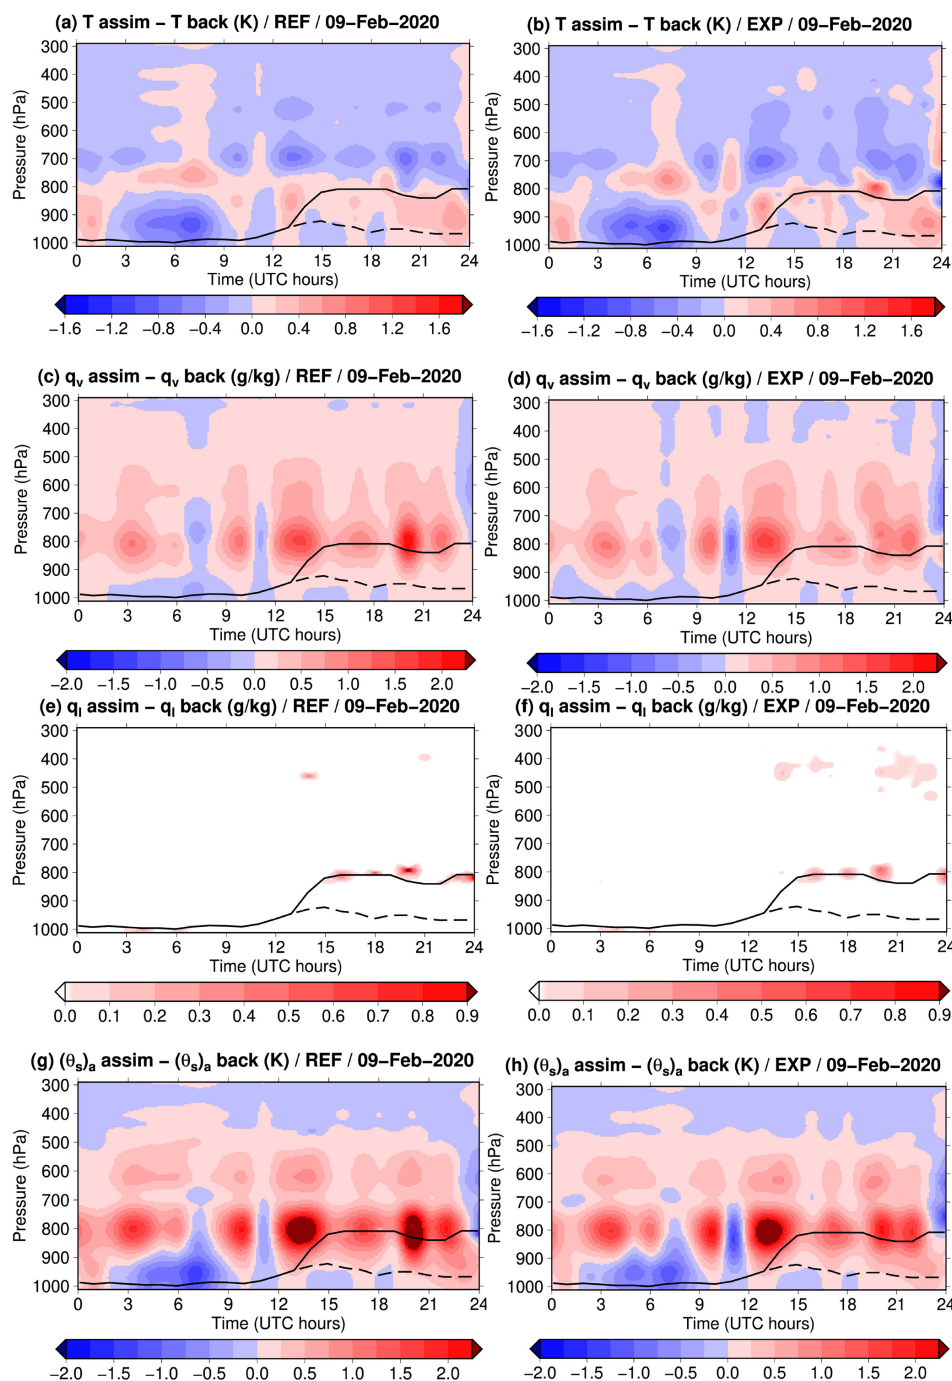 (a) T assim − T back (K) / REF / 09−Feb−2020
(b) T assim − T back (K) / EXP / 09−Feb−2020
Pressure (hPa)
300
400
500
600
700
800
900
1000
0 3 6 9 12 15 18 21 24
Time (UTC hours)
−1.6 −1.2 −0.8 −0.4 0.0 0.4 0.8 1.2 1.6
Pressure (hPa)
300
400
500
600
700
800
900
1000
0 3 6 9 12 15 18 21 24
Time (UTC hours)
−1.6 −1.2 −0.8 −0.4 0.0 0.4 0.8 1.2 1.6
(c) qv assim − qv back (g/kg) / REF / 09−Feb−2020
(d) qv assim − qv back (g/kg) / EXP / 09−Feb−2020
Pressure (hPa)
300
400
500
600
700
800
900
1000
0 3 6 9 12 15 18 21 24
Time (UTC hours)
−2.0 −1.5 −1.0 −0.5 0.0 0.5 1.0 1.5 2.0
Pressure (hPa)
300
400
500
600
700
800
900
1000
0 3 6 9 12 15 18 21 24
Time (UTC hours)
−2.0 −1.5 −1.0 −0.5 0.0 0.5 1.0 1.5 2.0
(e) ql assim − ql back (g/kg) / REF / 09−Feb−2020
(f) ql assim − ql back (g/kg) / EXP / 09−Feb−2020
Pressure (hPa)
300
400
500
600
700
800
900
1000
0 3 6 9 12 15 18 21 24
Time (UTC hours)
0.0 0.1 0.2 0.3 0.4 0.5 0.6 0.7 0.8 0.9
Pressure (hPa)
300
400
500
600
700
800
900
1000
0 3 6 9 12 15 18 21 24
Time (UTC hours)
0.0 0.1 0.2 0.3 0.4 0.5 0.6 0.7 0.8 0.9
(g) (θs)a assim − (θs)a back (K) / REF / 09−Feb−2020
(h) (θs)a assim − (θs)a back (K) / EXP / 09−Feb−2020
Pressure (hPa)
300
400
500
600
700
800
900
1000
0 3 6 9 12 15 18 21 24
Time (UTC hours)
−2.0 −1.5 −1.0 −0.5 0.0 0.5 1.0 1.5 2.0
Pressure (hPa)
300
400
500
600
700
800
900
1000
0 3 6 9 12 15 18 21 24
Time (UTC hours)
−2.0 −1.5 −1.0 −0.5 0.0 0.5 1.0 1.5 2.0